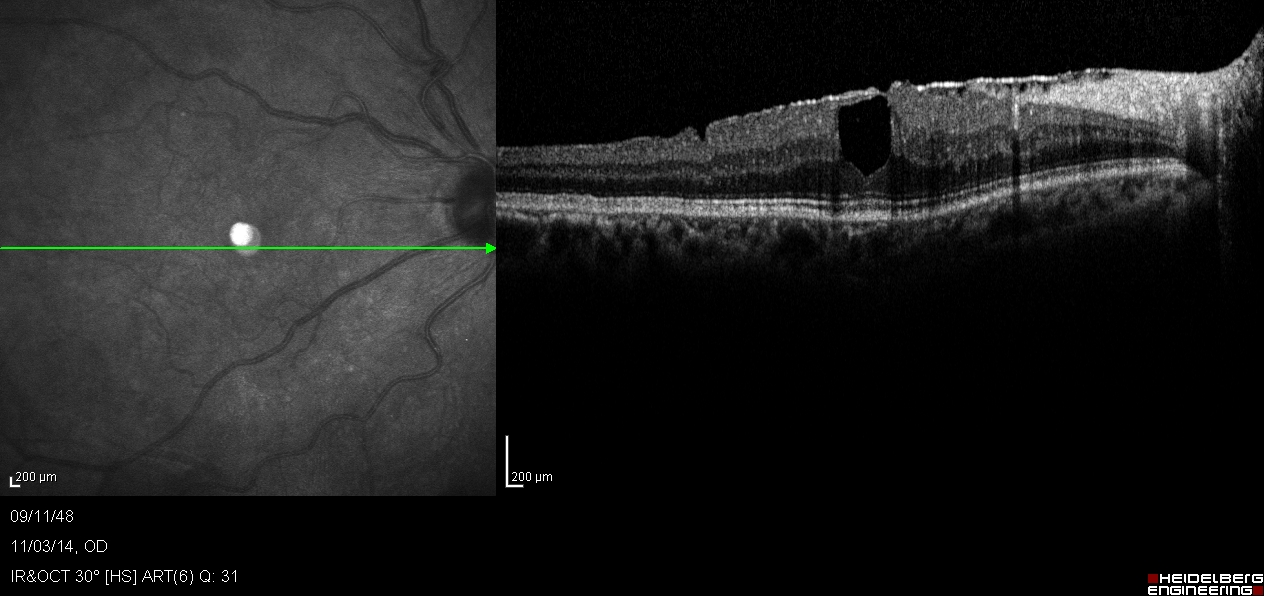 200 µm
200 µm
09/11/48
11/03/14, OD
IR&OCT 30° [HS] ART(6) Q: 31
HEIDELBERG
ENGINEERING